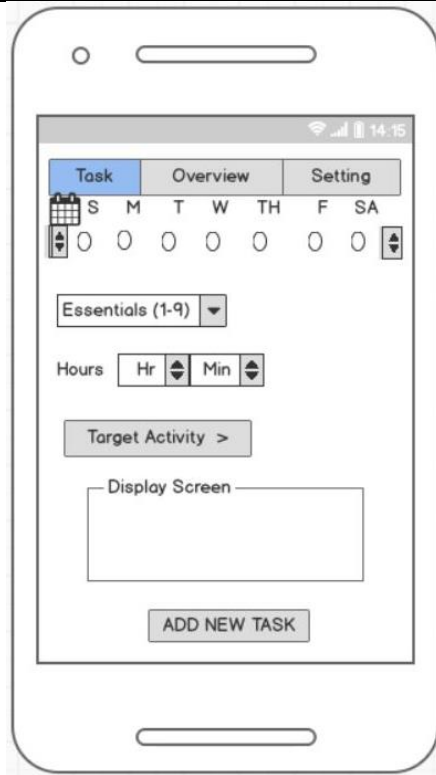 14:15
Task Overview Setting
S M T W TH F SA
Essentials (1-9)
Hours Hr Min
Target Activity >
Display Screen
ADD NEW TASK